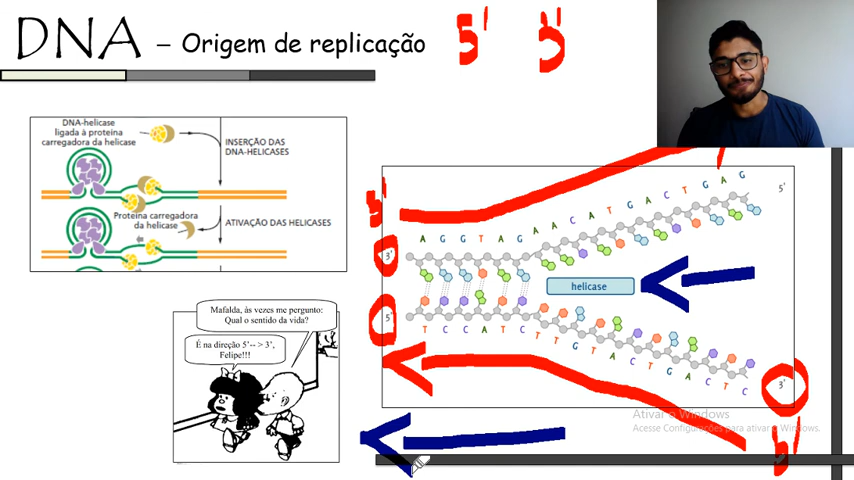 DNA – Origem de replicação
5' 3'
DNA-helicase
ligada à proteína
carregadora da helicase
INSERÇÃO DAS
DNA-HELICASES
Proteína carregadora
da helicase
ATIVAÇÃO DAS HELICASES
Mafalda, às vezes me pergunto:
Qual o sentido da vida?
É na direção 5'-- > 3',
Felipe!!!
5'
5'
A G G T A G A A C A T G A C T G A G
3'
helicase
5'
T C C A T C T T G T A C T G A C T C
3'
5'
Ativar o Windows
Acesse Configurações para ativar o Windows.